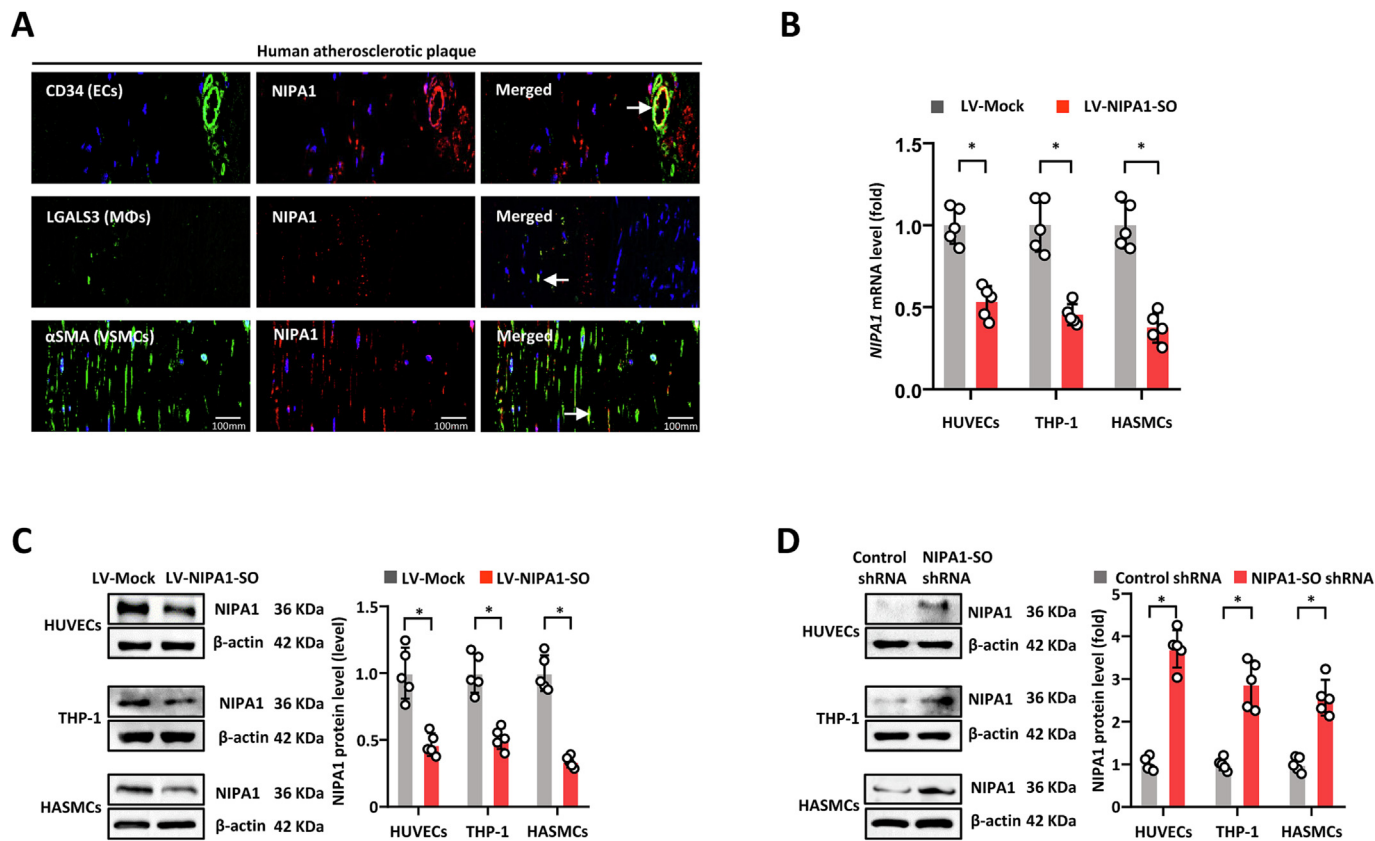 A
Human atherosclerotic plaque
CD34 (ECs)
NIPA1
Merged
LGALS3 (MΦs)
NIPA1
Merged
αSMA (VSMCs)
NIPA1
Merged
100mm
100mm
100mm
B
LV-Mock LV-NIPA1-SO
NIPA1 mRNA level (fold)
1.5
1.0
0.5
0.0
* * *
HUVECs THP-1 HASMCs
C
LV-Mock LV-NIPA1-SO
HUVECs
NIPA1 36 KDa
β-actin 42 KDa
THP-1
NIPA1 36 KDa
β-actin 42 KDa
HASMCs
NIPA1 36 KDa
β-actin 42 KDa
LV-Mock LV-NIPA1-SO
NIPA1 protein level (level)
1.5
1.0
0.5
0
* * *
HUVECs THP-1 HASMCs
D
Control NIPA1-SO
shRNA shRNA
HUVECs
NIPA1 36 KDa
β-actin 42 KDa
THP-1
NIPA1 36 KDa
β-actin 42 KDa
HASMCs
NIPA1 36 KDa
β-actin 42 KDa
Control shRNA NIPA1-SO shRNA
NIPA1 protein level (fold)
5
4
3
2
1
0
* * *
HUVECs THP-1 HASMCs